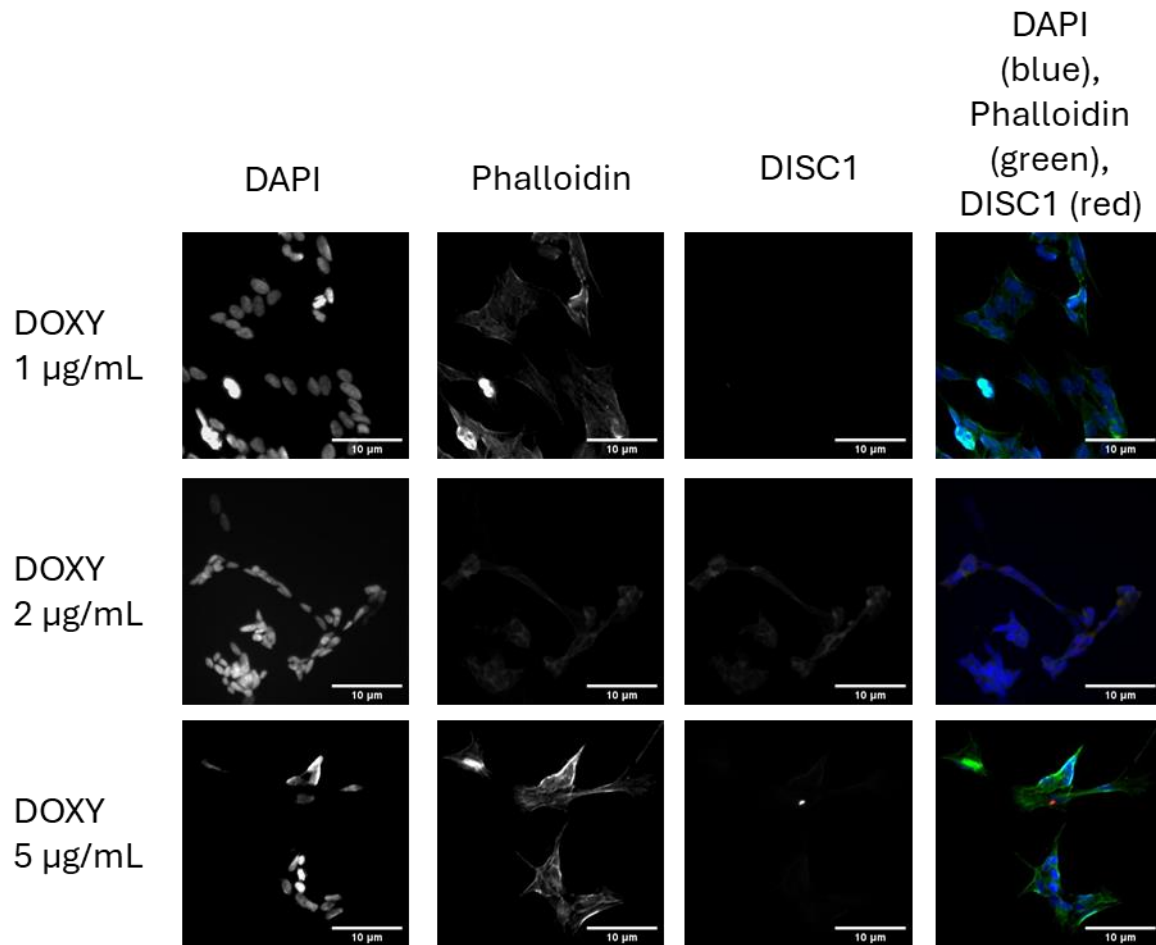 DAPI
(blue),
Phalloidin
(green),
DISC1 (red)
DAPI
Phalloidin
DISC1
DOXY
1 µg/mL
10 µm
10 µm
10 µm
10 µm
DOXY
2 µg/mL
10 µm
10 µm
10 µm
10 µm
DOXY
5 µg/mL
10 µm
10 µm
10 µm
10 µm